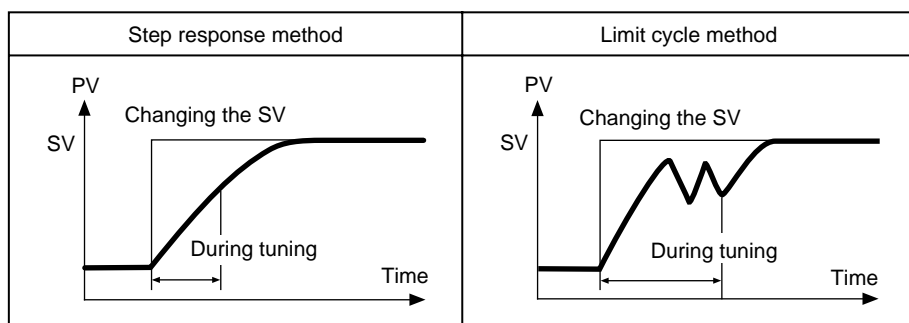 Step response method
Limit cycle method
PV
Changing the SV
SV
During tuning
Time
PV
Changing the SV
SV
During tuning
Time